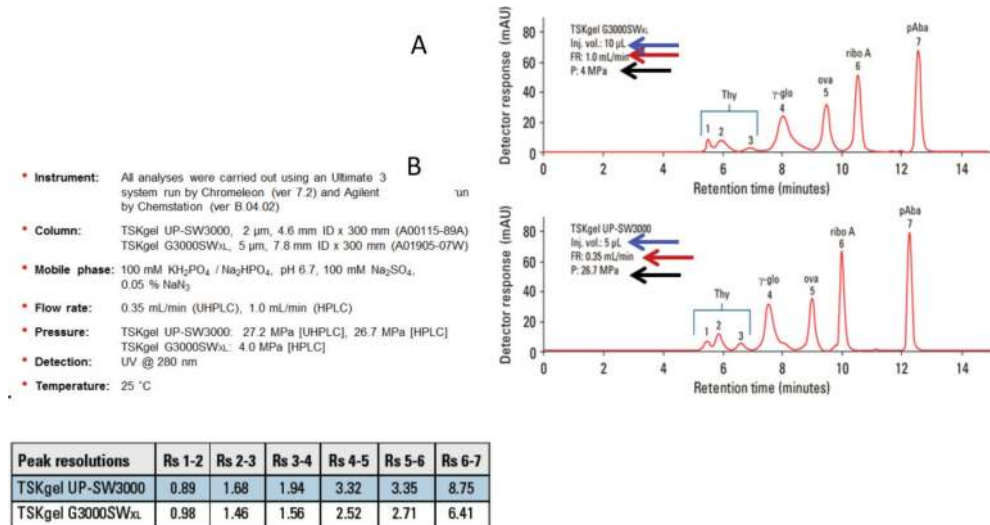 A
TSKgel G3000SWXL
Inj. vol.: 10 µL
FR: 1.0 mL/min
P: 4 MPa
Detector response (mAU)
80
60
40
20
0
Thy
1
2
3
γ-glo
4
ova
5
ribo A
6
pAba
7
0 2 4 6 8 10 12 14
Retention time (minutes)
B
• Instrument: All analyses were carried out using an Ultimate 3
system run by Chromeleon (ver 7.2) and Agilent run
by Chemstation (ver B.04.02)
• Column: TSKgel UP-SW3000, 2 µm, 4.6 mm ID x 300 mm (A00115-89A)
TSKgel G3000SWXL, 5 µm, 7.8 mm ID x 300 mm (A01905-07W)
• Mobile phase: 100 mM KH2PO4 / Na2HPO4, pH 6.7, 100 mM Na2SO4,
0.05 % NaN3
• Flow rate: 0.35 mL/min (UHPLC), 1.0 mL/min (HPLC)
• Pressure: TSKgel UP-SW3000: 27.2 MPa [UHPLC], 26.7 MPa [HPLC]
TSKgel G3000SWXL: 4.0 MPa [HPLC]
• Detection: UV @ 280 nm
• Temperature: 25 °C
TSKgel UP-SW3000
Inj. vol.: 5 µL
FR: 0.35 mL/min
P: 26.7 MPa
Detector response (mAU)
80
60
40
20
0
Thy
1
2
3
γ-glo
4
ova
5
ribo A
6
pAba
7
0 2 4 6 8 10 12 14
Retention time (minutes)
Peak resolutions Rs 1-2 Rs 2-3 Rs 3-4 Rs 4-5 Rs 5-6 Rs 6-7
TSKgel UP-SW3000 0.89 1.68 1.94 3.32 3.35 8.75
TSKgel G3000SWXL 0.98 1.46 1.56 2.52 2.71 6.41